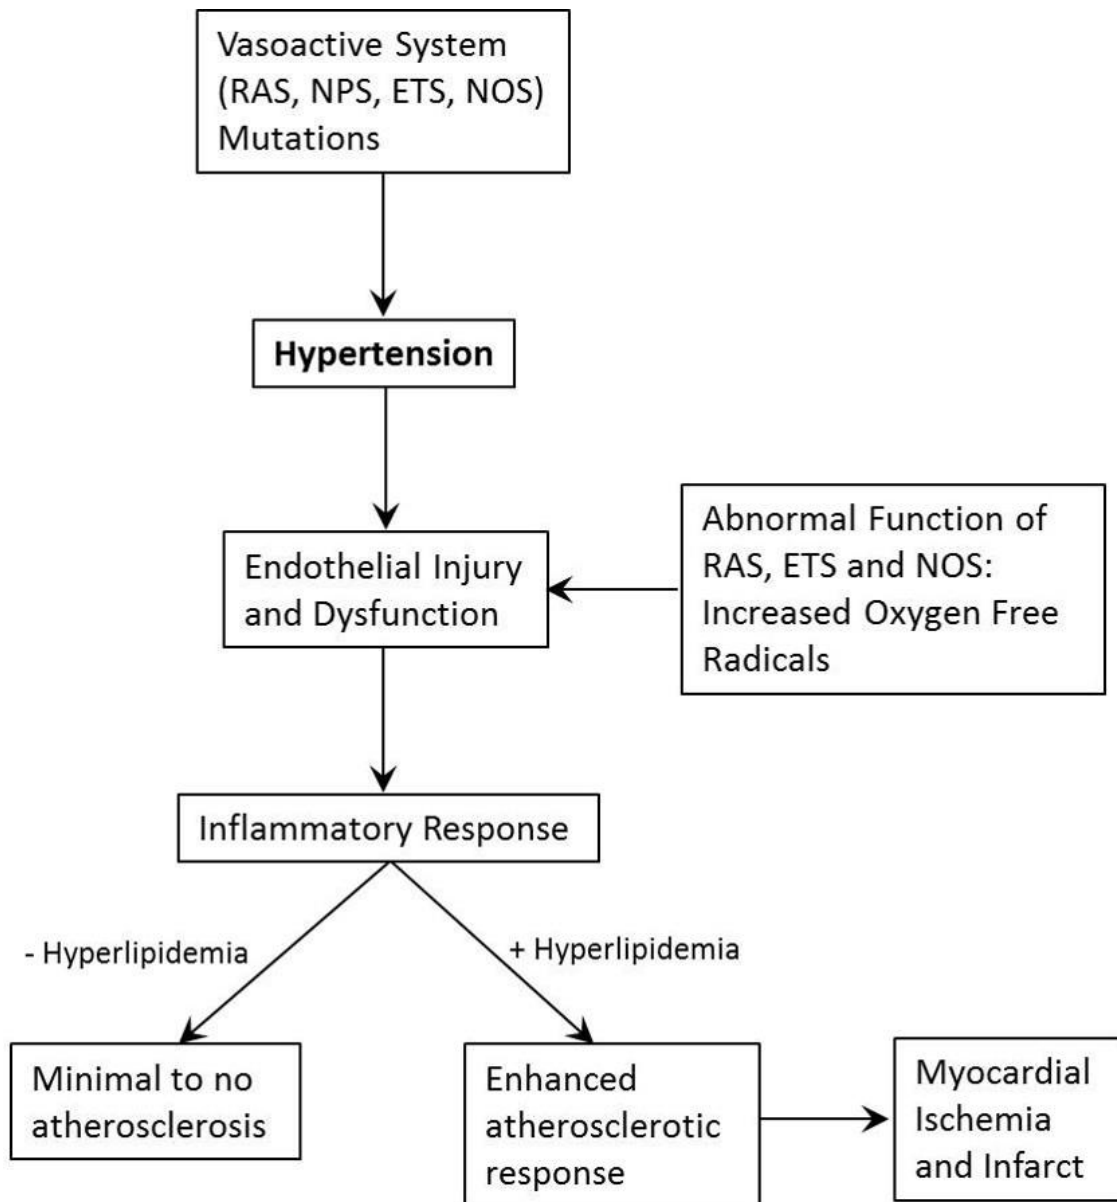 Vasoactive System
(RAS, NPS, ETS, NOS)
Mutations
Hypertension
Endothelial Injury
and Dysfunction
Abnormal Function of
RAS, ETS and NOS:
Increased Oxygen Free
Radicals
Inflammatory Response
- Hyperlipidemia
+ Hyperlipidemia
Minimal to no
atherosclerosis
Enhanced
atherosclerotic
response
Myocardial
Ischemia
and Infarct